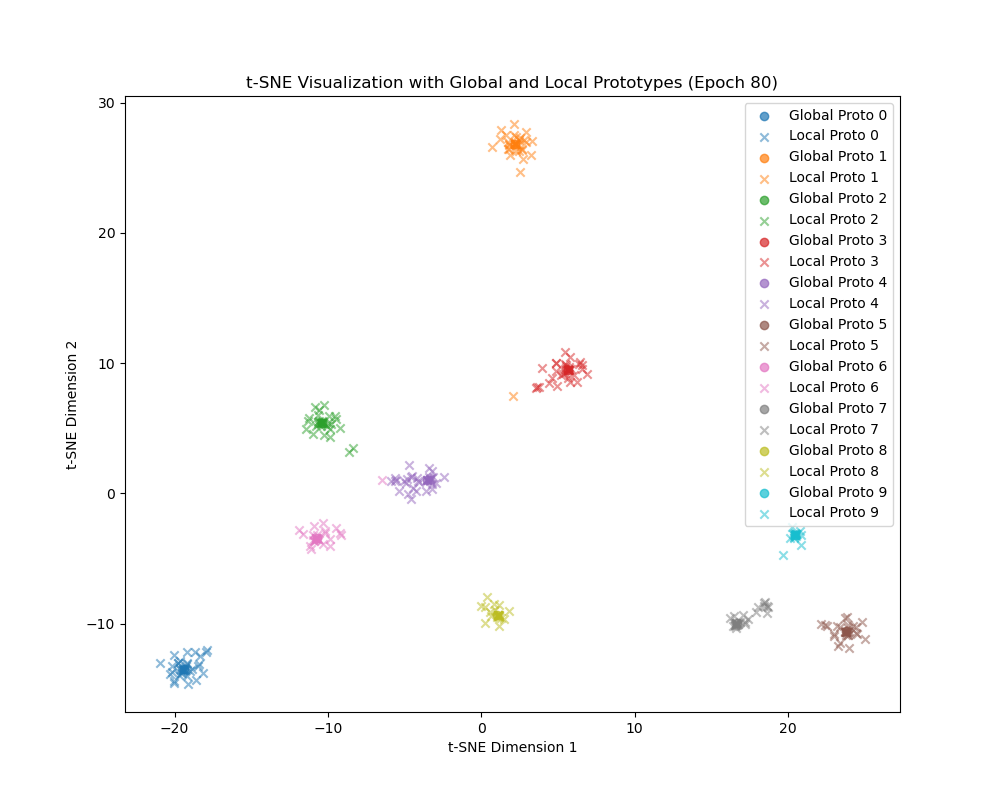 t-SNE Visualization with Global and Local Prototypes (Epoch 80)
30
20
10
0
−10
t-SNE Dimension 2
−20
−10
0
10
20
t-SNE Dimension 1
Global Proto 0
Local Proto 0
Global Proto 1
Local Proto 1
Global Proto 2
Local Proto 2
Global Proto 3
Local Proto 3
Global Proto 4
Local Proto 4
Global Proto 5
Local Proto 5
Global Proto 6
Local Proto 6
Global Proto 7
Local Proto 7
Global Proto 8
Local Proto 8
Global Proto 9
Local Proto 9